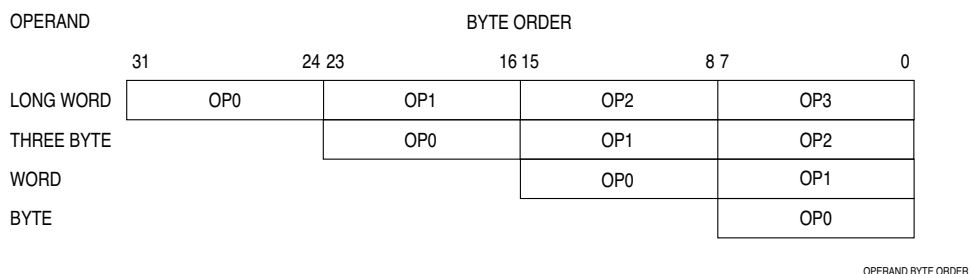 OPERAND BYTE ORDER
31 24 23 16 15 8 7 0
LONG WORD OP0 OP1 OP2 OP3
THREE BYTE OP0 OP1 OP2
WORD OP0 OP1
BYTE OP0
OPERAND BYTE ORDER